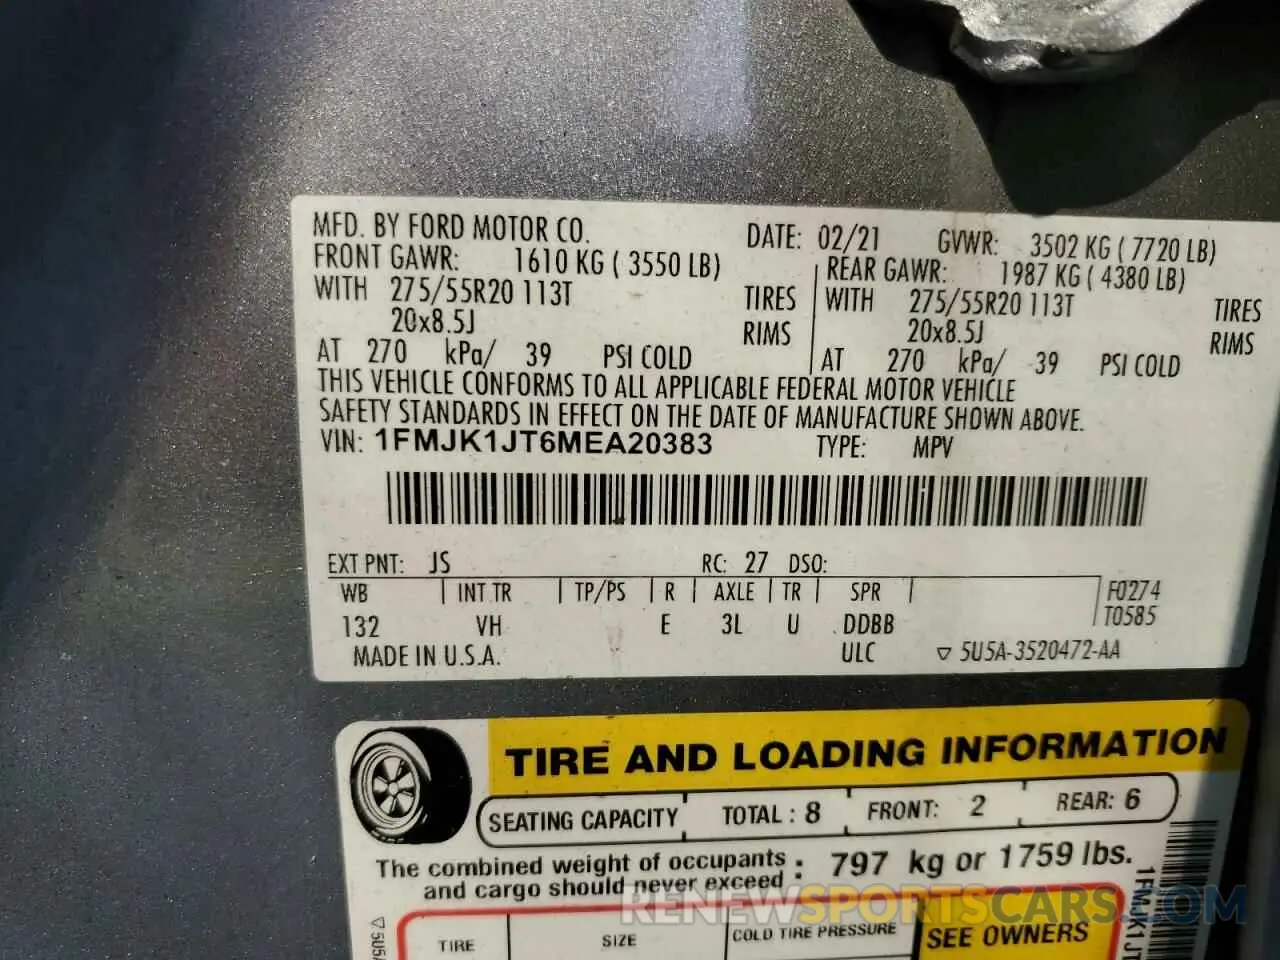 MFD. BY FORD MOTOR CO. DATE: 02/21 GVWR: 3502 KG ( 7720 LB)
FRONT GAWR: 1610 KG ( 3550 LB) REAR GAWR: 1987 KG ( 4380 LB)
WITH 275/55R20 113T TIRES WITH 275/55R20 113T TIRES
20x8.5J RIMS 20x8.5J RIMS
AT 270 kPa/ 39 PSI COLD AT 270 kPa/ 39 PSI COLD
THIS VEHICLE CONFORMS TO ALL APPLICABLE FEDERAL MOTOR VEHICLE
SAFETY STANDARDS IN EFFECT ON THE DATE OF MANUFACTURE SHOWN ABOVE.
VIN: 1FMJK1JT6MEA20383 TYPE: MPV
EXT PNT: JS RC: 27 DSO:
WB INT TR TP/PS R AXLE TR SPR F0274
132 VH E 3L U DDBB T0585
MADE IN U.S.A. ULC ▽ 5U5A-3520472-AA
TIRE AND LOADING INFORMATION
SEATING CAPACITY TOTAL : 8 FRONT: 2 REAR: 6
The combined weight of occupants
and cargo should never exceed : 797 kg or 1759 lbs.
RENEWSPORTSCARS.COM
TIRE SIZE COLD TIRE PRESSURE SEE OWNERS
▽ 5U5
1FMJK1JT